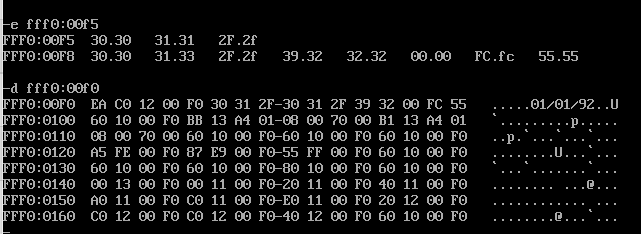 -e fff0:00f5
FFF0:00F5 30.30 31.31 2F.2f
FFF0:00F8 30.30 31.33 2F.2f 39.32 32.32 00.00 FC.fc 55.55
-d fff0:00f0
FFF0:00F0 EA C0 12 00 F0 30 31 2F-30 31 2F 39 32 00 FC 55 .....01/01/92..U
FFF0:0100 60 10 00 F0 BB 13 A4 01-08 00 70 00 B1 13 A4 01 `.........p.....
FFF0:0110 08 00 70 00 60 10 00 F0-60 10 00 F0 60 10 00 F0 ..p.`...`...`...
FFF0:0120 A5 FE 00 F0 87 E9 00 F0-55 FF 00 F0 60 10 00 F0 ........U...`...
FFF0:0130 60 10 00 F0 60 10 00 F0-80 10 00 F0 60 10 00 F0 `...`.......`...
FFF0:0140 00 13 00 F0 00 11 00 F0-20 11 00 F0 40 11 00 F0 ........ ...@...
FFF0:0150 A0 11 00 F0 C0 11 00 F0-E0 11 00 F0 20 12 00 F0 ............ ...
FFF0:0160 C0 12 00 F0 C0 12 00 F0-40 12 00 F0 60 10 00 F0 ........@...`...
-